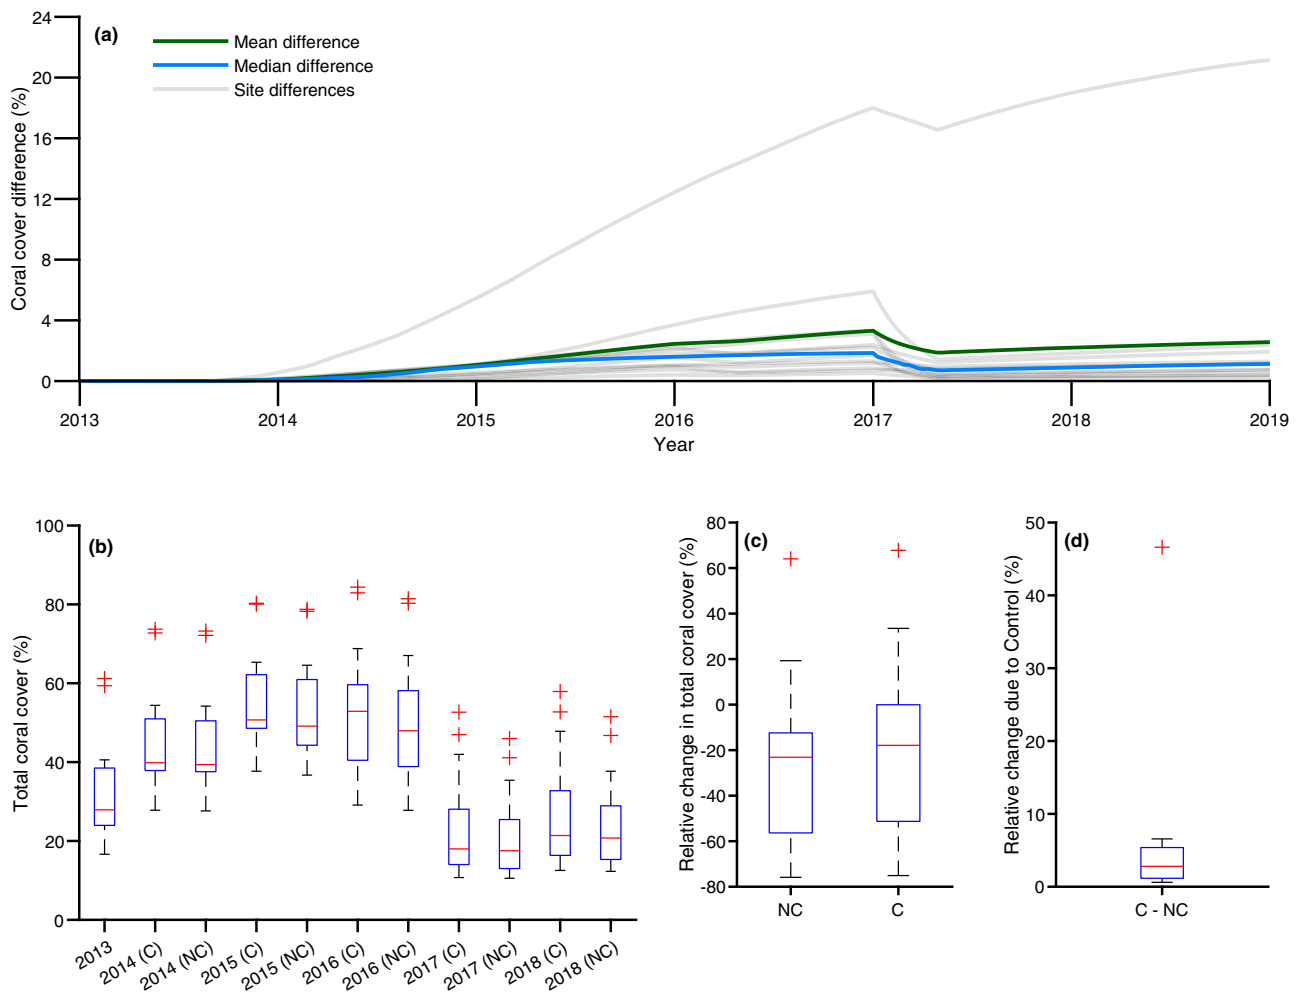 (a)
Mean difference
Median difference
Site differences
Coral cover difference (%)
24
20
16
12
8
4
0
2013
2014
2015
2016
2017
2018
2019
Year
(b)
Total coral cover (%)
100
80
60
40
20
0
2013
2014 (C)
2014 (NC)
2015 (C)
2015 (NC)
2016 (C)
2016 (NC)
2017 (C)
2017 (NC)
2018 (C)
2018 (NC)
(c)
Relative change in total coral cover (%)
80
60
40
20
0
-20
-40
-60
-80
NC
C
(d)
Relative change due to Control (%)
50
40
30
20
10
0
C - NC